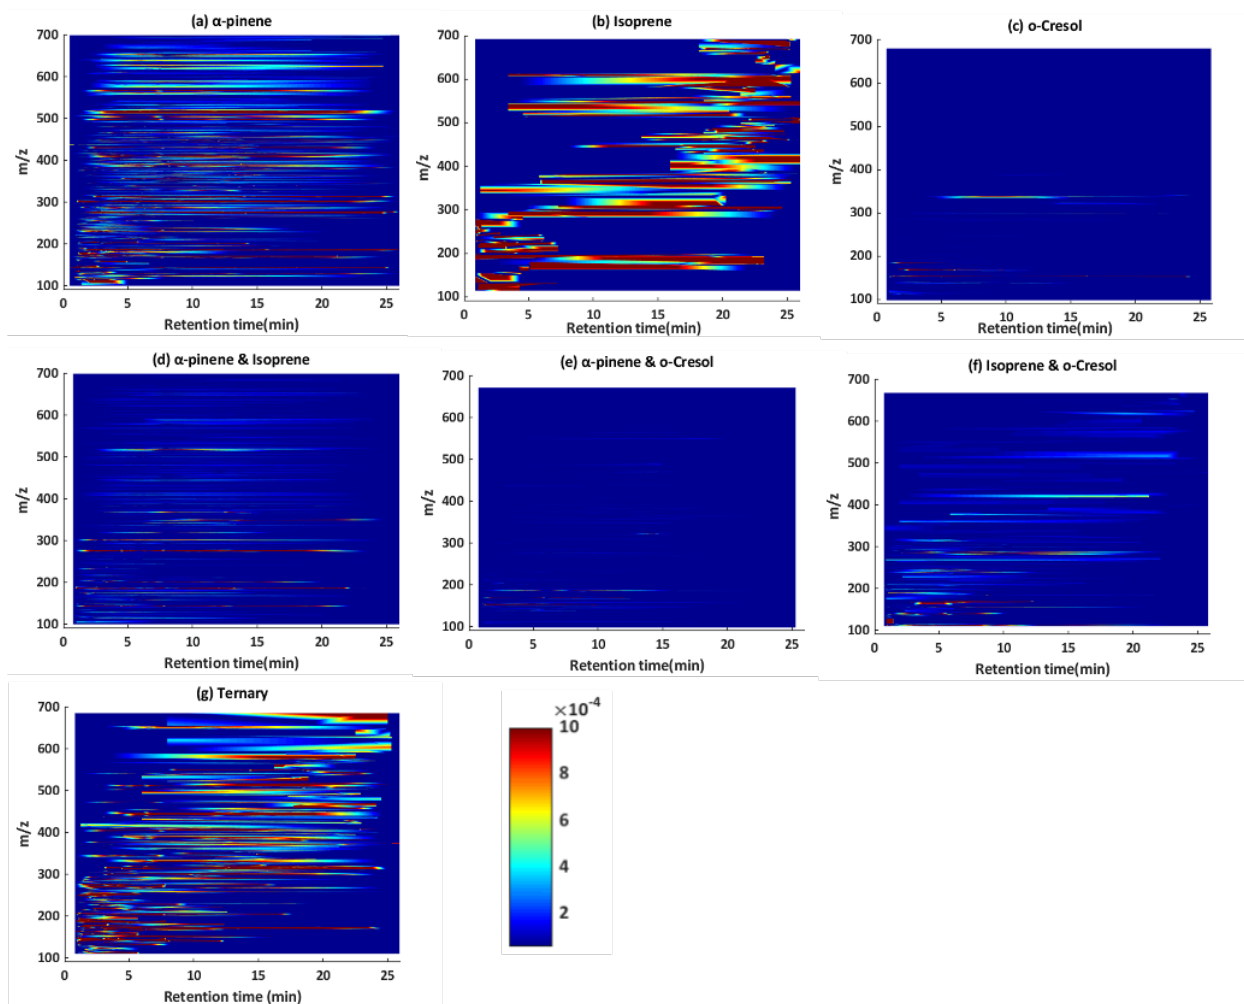 (a) α-pinene
700
600
500
400
300
200
100
m/z
0 5 10 15 20 25
Retention time(min)
(b) Isoprene
700
600
500
400
300
200
100
m/z
0 5 10 15 20 25
Retention time(min)
(c) o-Cresol
700
600
500
400
300
200
100
m/z
0 5 10 15 20 25
Retention time(min)
(d) α-pinene & Isoprene
700
600
500
400
300
200
100
m/z
0 5 10 15 20 25
Retention time(min)
(e) α-pinene & o-Cresol
700
600
500
400
300
200
100
m/z
0 5 10 15 20 25
Retention time(min)
(f) Isoprene & o-Cresol
700
600
500
400
300
200
100
m/z
0 5 10 15 20 25
Retention time(min)
(g) Ternary
700
600
500
400
300
200
100
m/z
0 5 10 15 20 25
Retention time (min)
×10⁻⁴
10
8
6
4
2